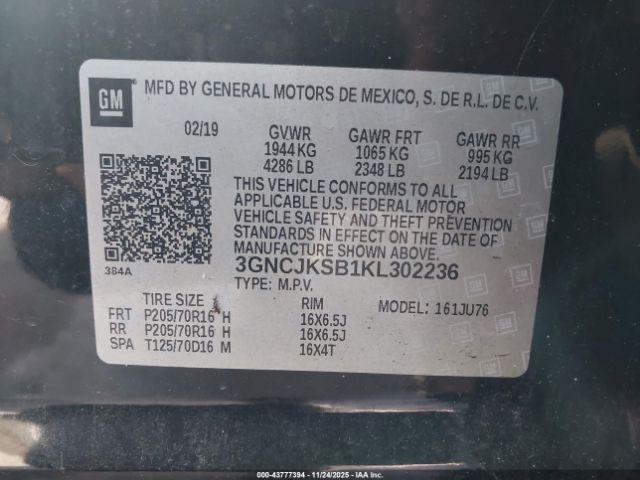 GM
MFD BY GENERAL MOTORS DE MEXICO, S. DE R.L. DE C.V.
02/19 GVWR GAWR FRT GAWR RR
1944 KG 1065 KG 995 KG
4286 LB 2348 LB 2194 LB
THIS VEHICLE CONFORMS TO ALL
APPLICABLE U.S. FEDERAL MOTOR
VEHICLE SAFETY AND THEFT PREVENTION
STANDARDS IN EFFECT ON THE DATE OF
MANUFACTURE SHOWN ABOVE.
384A 3GNCJKSB1KL302236
TYPE: M.P.V.
TIRE SIZE RIM MODEL: 161JU76
FRT P205/70R16 H 16X6.5J
RR P205/70R16 H 16X6.5J
SPA T125/70D16 M 16X4T
000-43777394 - 11/24/2025 - IAAI.com